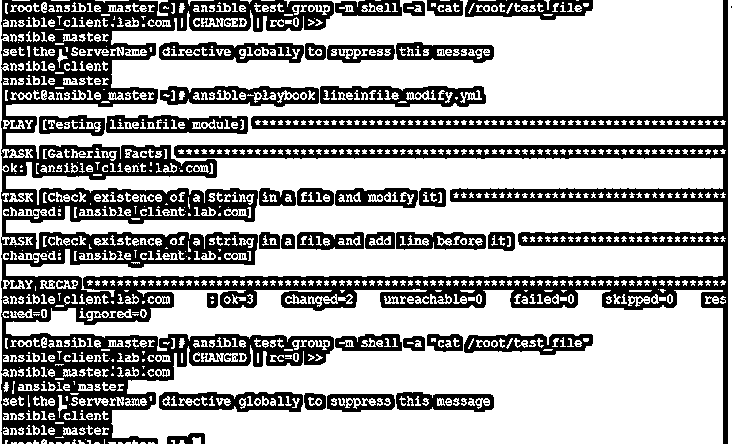 [root@ansible_master ~]# ansible test_group -m shell -a "cat /root/test_file"
ansible_client.lab.com | CHANGED | rc=0 >>
ansible_master
set the 'ServerName' directive globally to suppress this message
ansible_client
ansible_master
[root@ansible_master ~]# ansible-playbook lineinfile_modify.yml
PLAY [Testing lineinfile module] ****************************************************************
TASK [Gathering Facts] **************************************************************************
ok: [ansible_client.lab.com]
TASK [Check existence of a String in a file and modify it] **************************************
changed: [ansible_client.lab.com]
TASK [Check existence of a string in a file and add line before it] *****************************
changed: [ansible_client.lab.com]
PLAY RECAP **************************************************************************************
ansible_client.lab.com : ok=3 changed=2 unreachable=0 failed=0 skipped=0 res
cued=0 ignored=0
[root@ansible_master ~]# ansible test_group -m shell -a "cat /root/test_file"
ansible_client.lab.com | CHANGED | rc=0 >>
ansible_master.lab.com
#|ansible_master
set the 'ServerName' directive globally to suppress this message
ansible_client
ansible_master